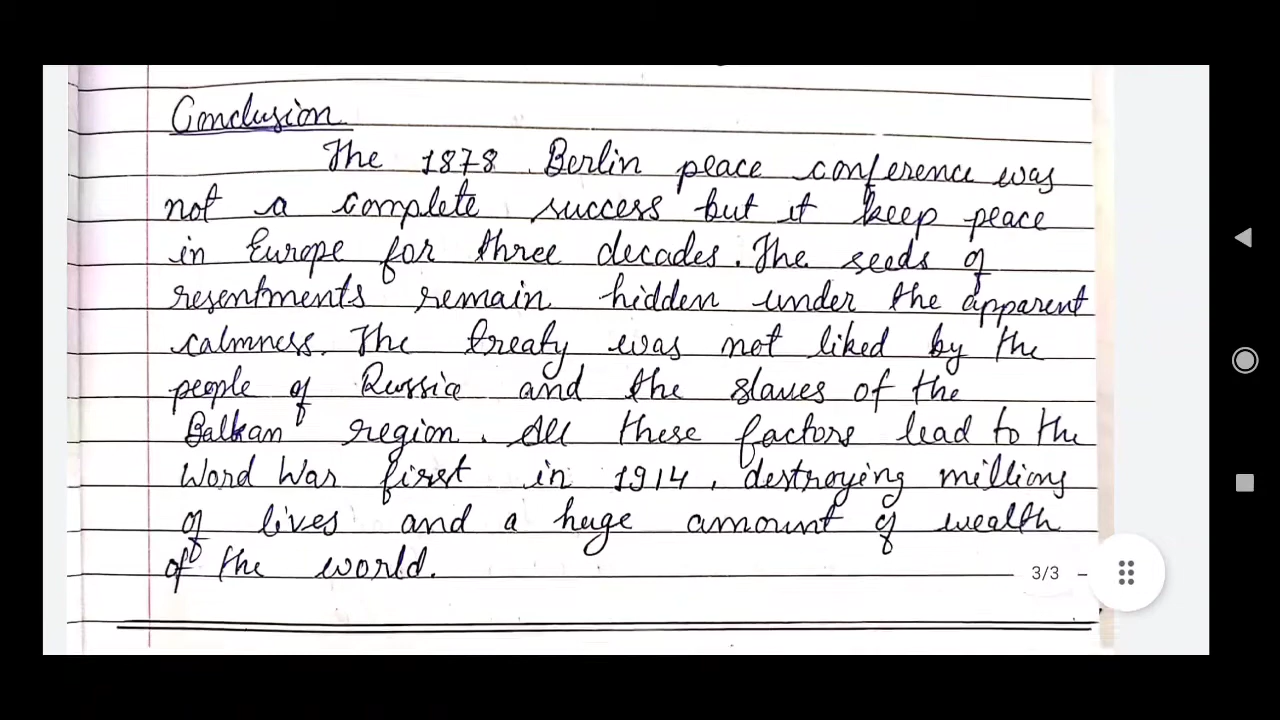 Conclusion
The 1878 Berlin peace conference was
not a complete success but it keep peace
in Europe for three decades. The seeds of
resentments remain hidden under the apparent
calmness. The treaty was not liked by the
people of Russia and the slaves of the
Balkan region. All these factors lead to the
Word War first in 1914, destroying millions
of lives and a huge amount of wealth
of the world.
3/3